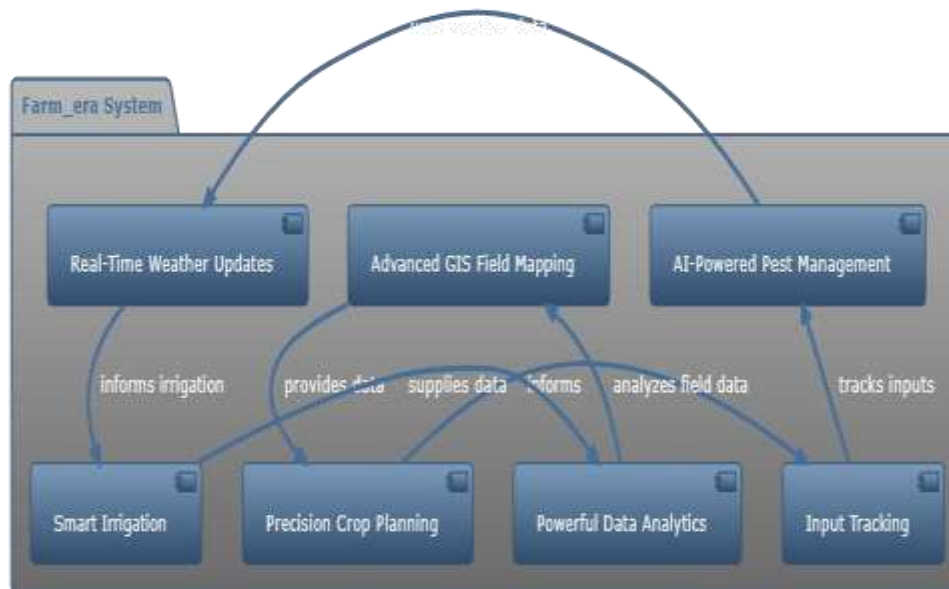 Farm_era System
Real-Time Weather Updates
Advanced GIS Field Mapping
AI-Powered Pest Management
informs irrigation
provides data
supplies data
informs
analyzes field data
tracks inputs
Smart Irrigation
Precision Crop Planning
Powerful Data Analytics
Input Tracking